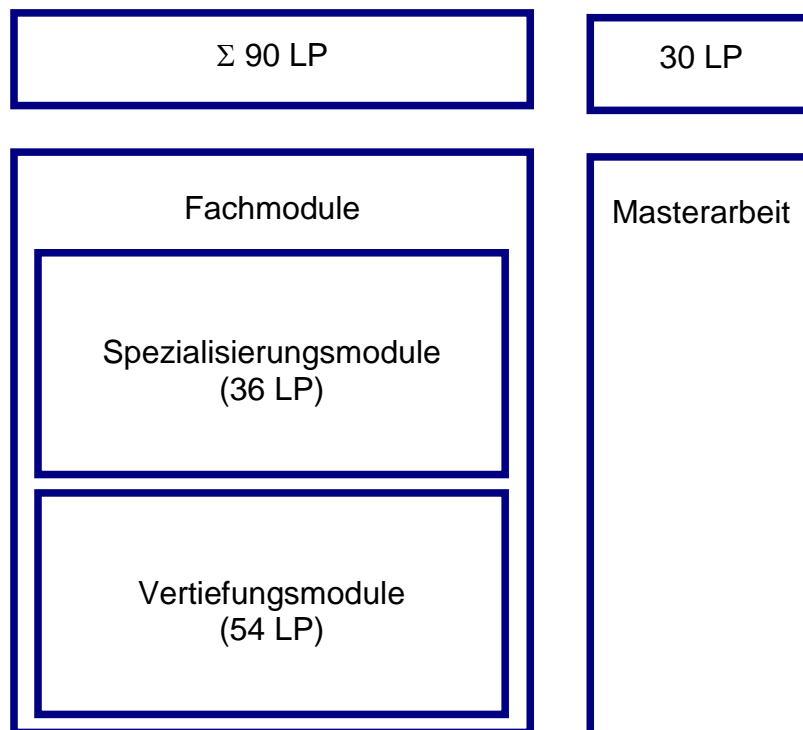 Σ 90 LP
30 LP
Fachmodule
Masterarbeit
Spezialisierungsmodule
(36 LP)
Vertiefungsmodule
(54 LP)